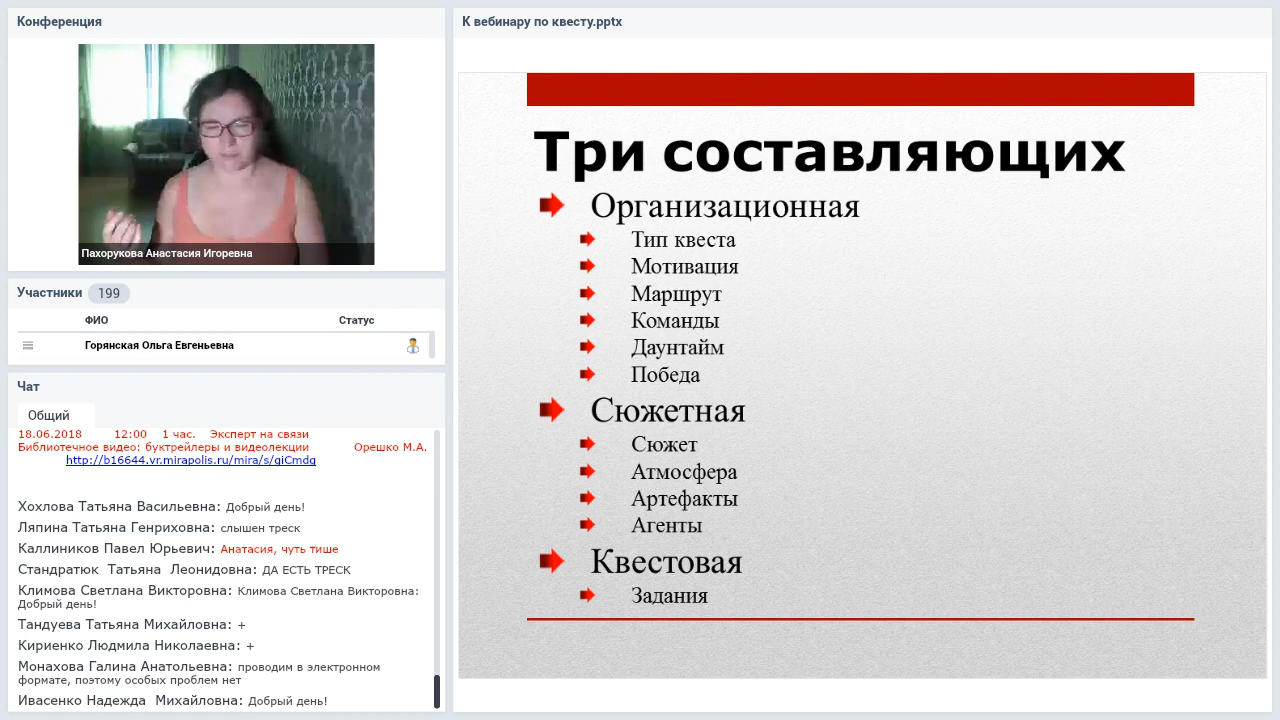 Конференция
Пахорукова Анастасия Игоревна
Участники 199
ФИО Статус
Горянская Ольга Евгеньевна
Чат
Общий
18.06.2018 12:00 1 час. Эксперт на связи
Библиотечное видео: буктрейлеры и видеолекции Орешко М.А.
http://b16644.vr.mirapolis.ru/mira/s/giCmdg
Хохлова Татьяна Васильевна: Добрый день!
Ляпина Татьяна Генриховна: слышен треск
Каллиников Павел Юрьевич: Анатасия, чуть тише
Стандратюк Татьяна Леонидовна: ДА ЕСТЬ ТРЕСК
Климова Светлана Викторовна: Климова Светлана Викторовна:
Добрый день!
Тандуева Татьяна Михайловна: +
Кириенко Людмила Николаевна: +
Монахова Галина Анатольевна: проводим в электронном
формате, поэтому особых проблем нет
Ивасенко Надежда Михайловна: Добрый день!
К вебинару по квесту.pptx
Три составляющих
Организационная
Тип квеста
Мотивация
Маршрут
Команды
Даунтайм
Победа
Сюжетная
Сюжет
Атмосфера
Артефакты
Агенты
Квестовая
Задания